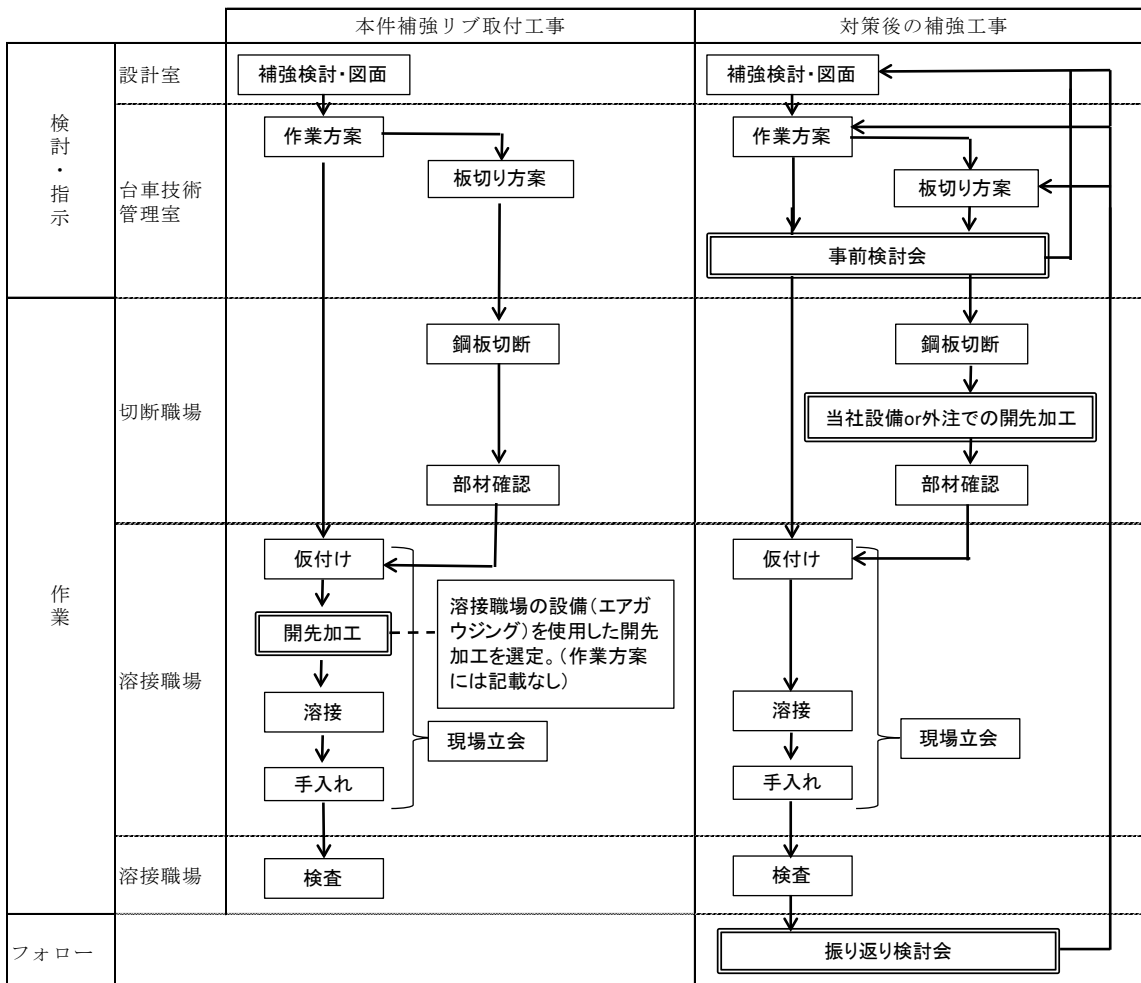 本件補強リブ取付工事
対策後の補強工事
検討・指示
設計室
補強検討・図面
補強検討・図面
台車技術
管理室
作業方案
板切り方案
作業方案
板切り方案
事前検討会
作業
切断職場
鋼板切断
部材確認
鋼板切断
当社設備or外注での開先加工
部材確認
溶接職場
仮付け
開先加工
溶接職場の設備（エアガ
ウジング）を使用した開先
加工を選定。（作業方案
には記載なし）
溶接
現場立会
手入れ
仮付け
溶接
現場立会
手入れ
溶接職場
検査
検査
フォロー
振り返り検討会